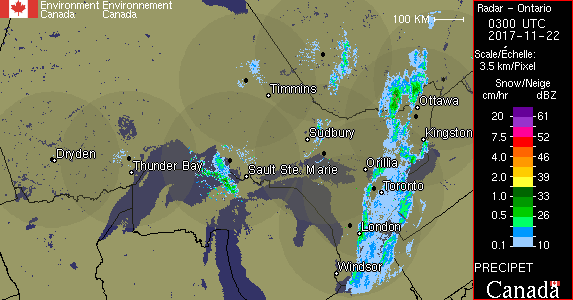 Environment Environnement
Canada Canada
100 KM
Timmins
Ottawa
Sudbury
Kingston
Dryden
Thunder Bay
Sault Ste. Marie
Orillia
Toronto
London
Windsor
Radar - Ontario
0300 UTC
2017-11-22
Scale/Échelle:
3.5 km/Pixel
Snow/Neige
cm/hr dBZ
20 61
7.5 52
4.0 46
2.0 39
1.0 33
0.5 26
0.1 10
PRECIPET
Canada